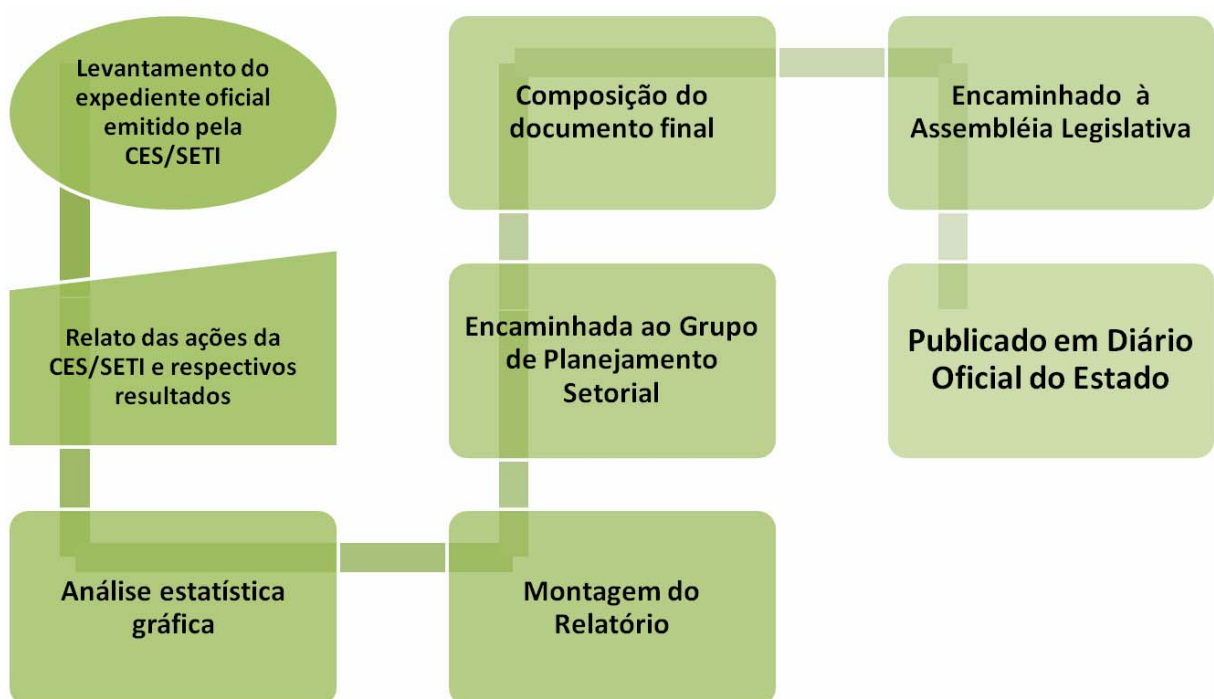 Levantamento do
expediente oficial
emitido pela
CES/SETI
Relato das ações da
CES/SETI e respectivos
resultados
Análise estatística
gráfica
Montagem do
Relatório
Encaminhada ao Grupo
de Planejamento
Setorial
Composição do
documento final
Encaminhado à
Assembléia Legislativa
Publicado em Diário
Oficial do Estado